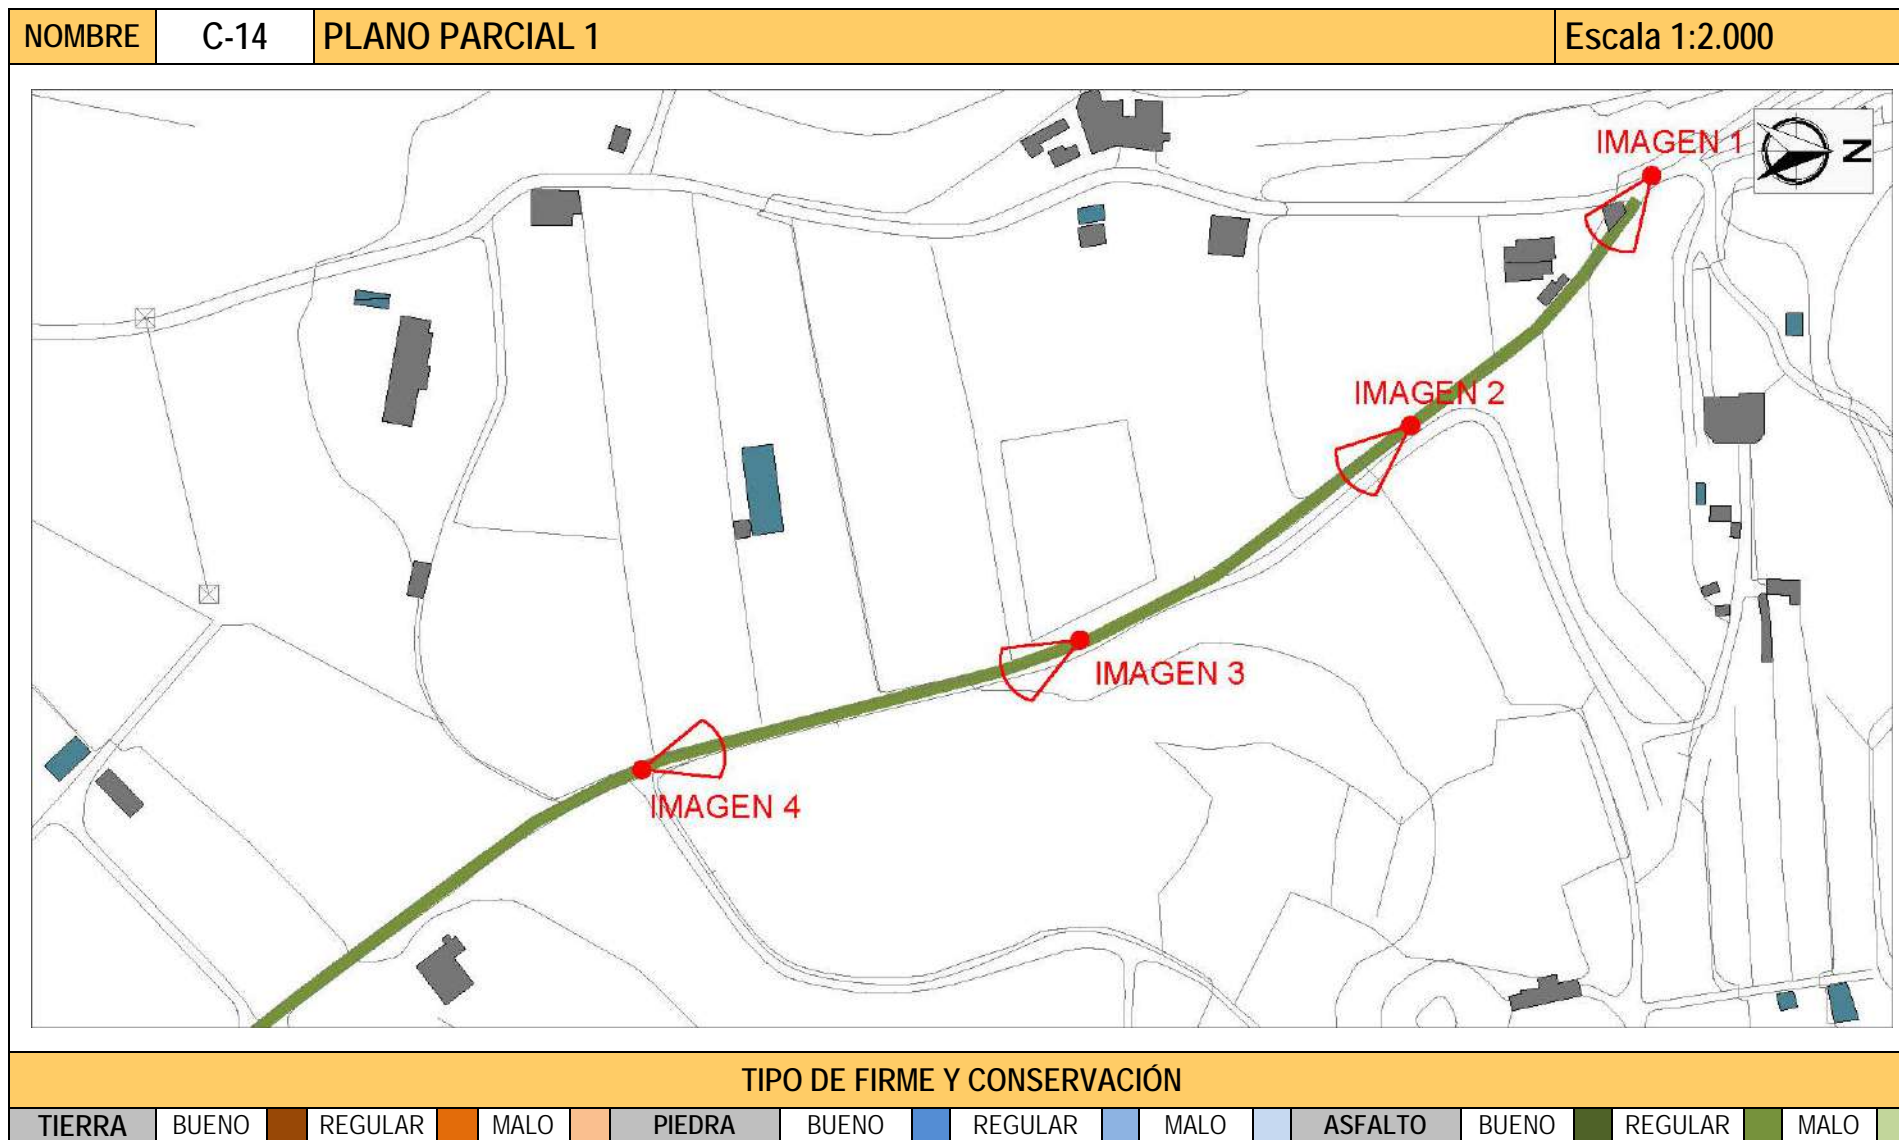 NOMBRE C-14 PLANO PARCIAL 1 Escala 1:2.000
IMAGEN 1
N
IMAGEN 2
IMAGEN 3
IMAGEN 4
TIPO DE FIRME Y CONSERVACIÓN
TIERRA BUENO REGULAR MALO PIEDRA BUENO REGULAR MALO ASFALTO BUENO REGULAR MALO